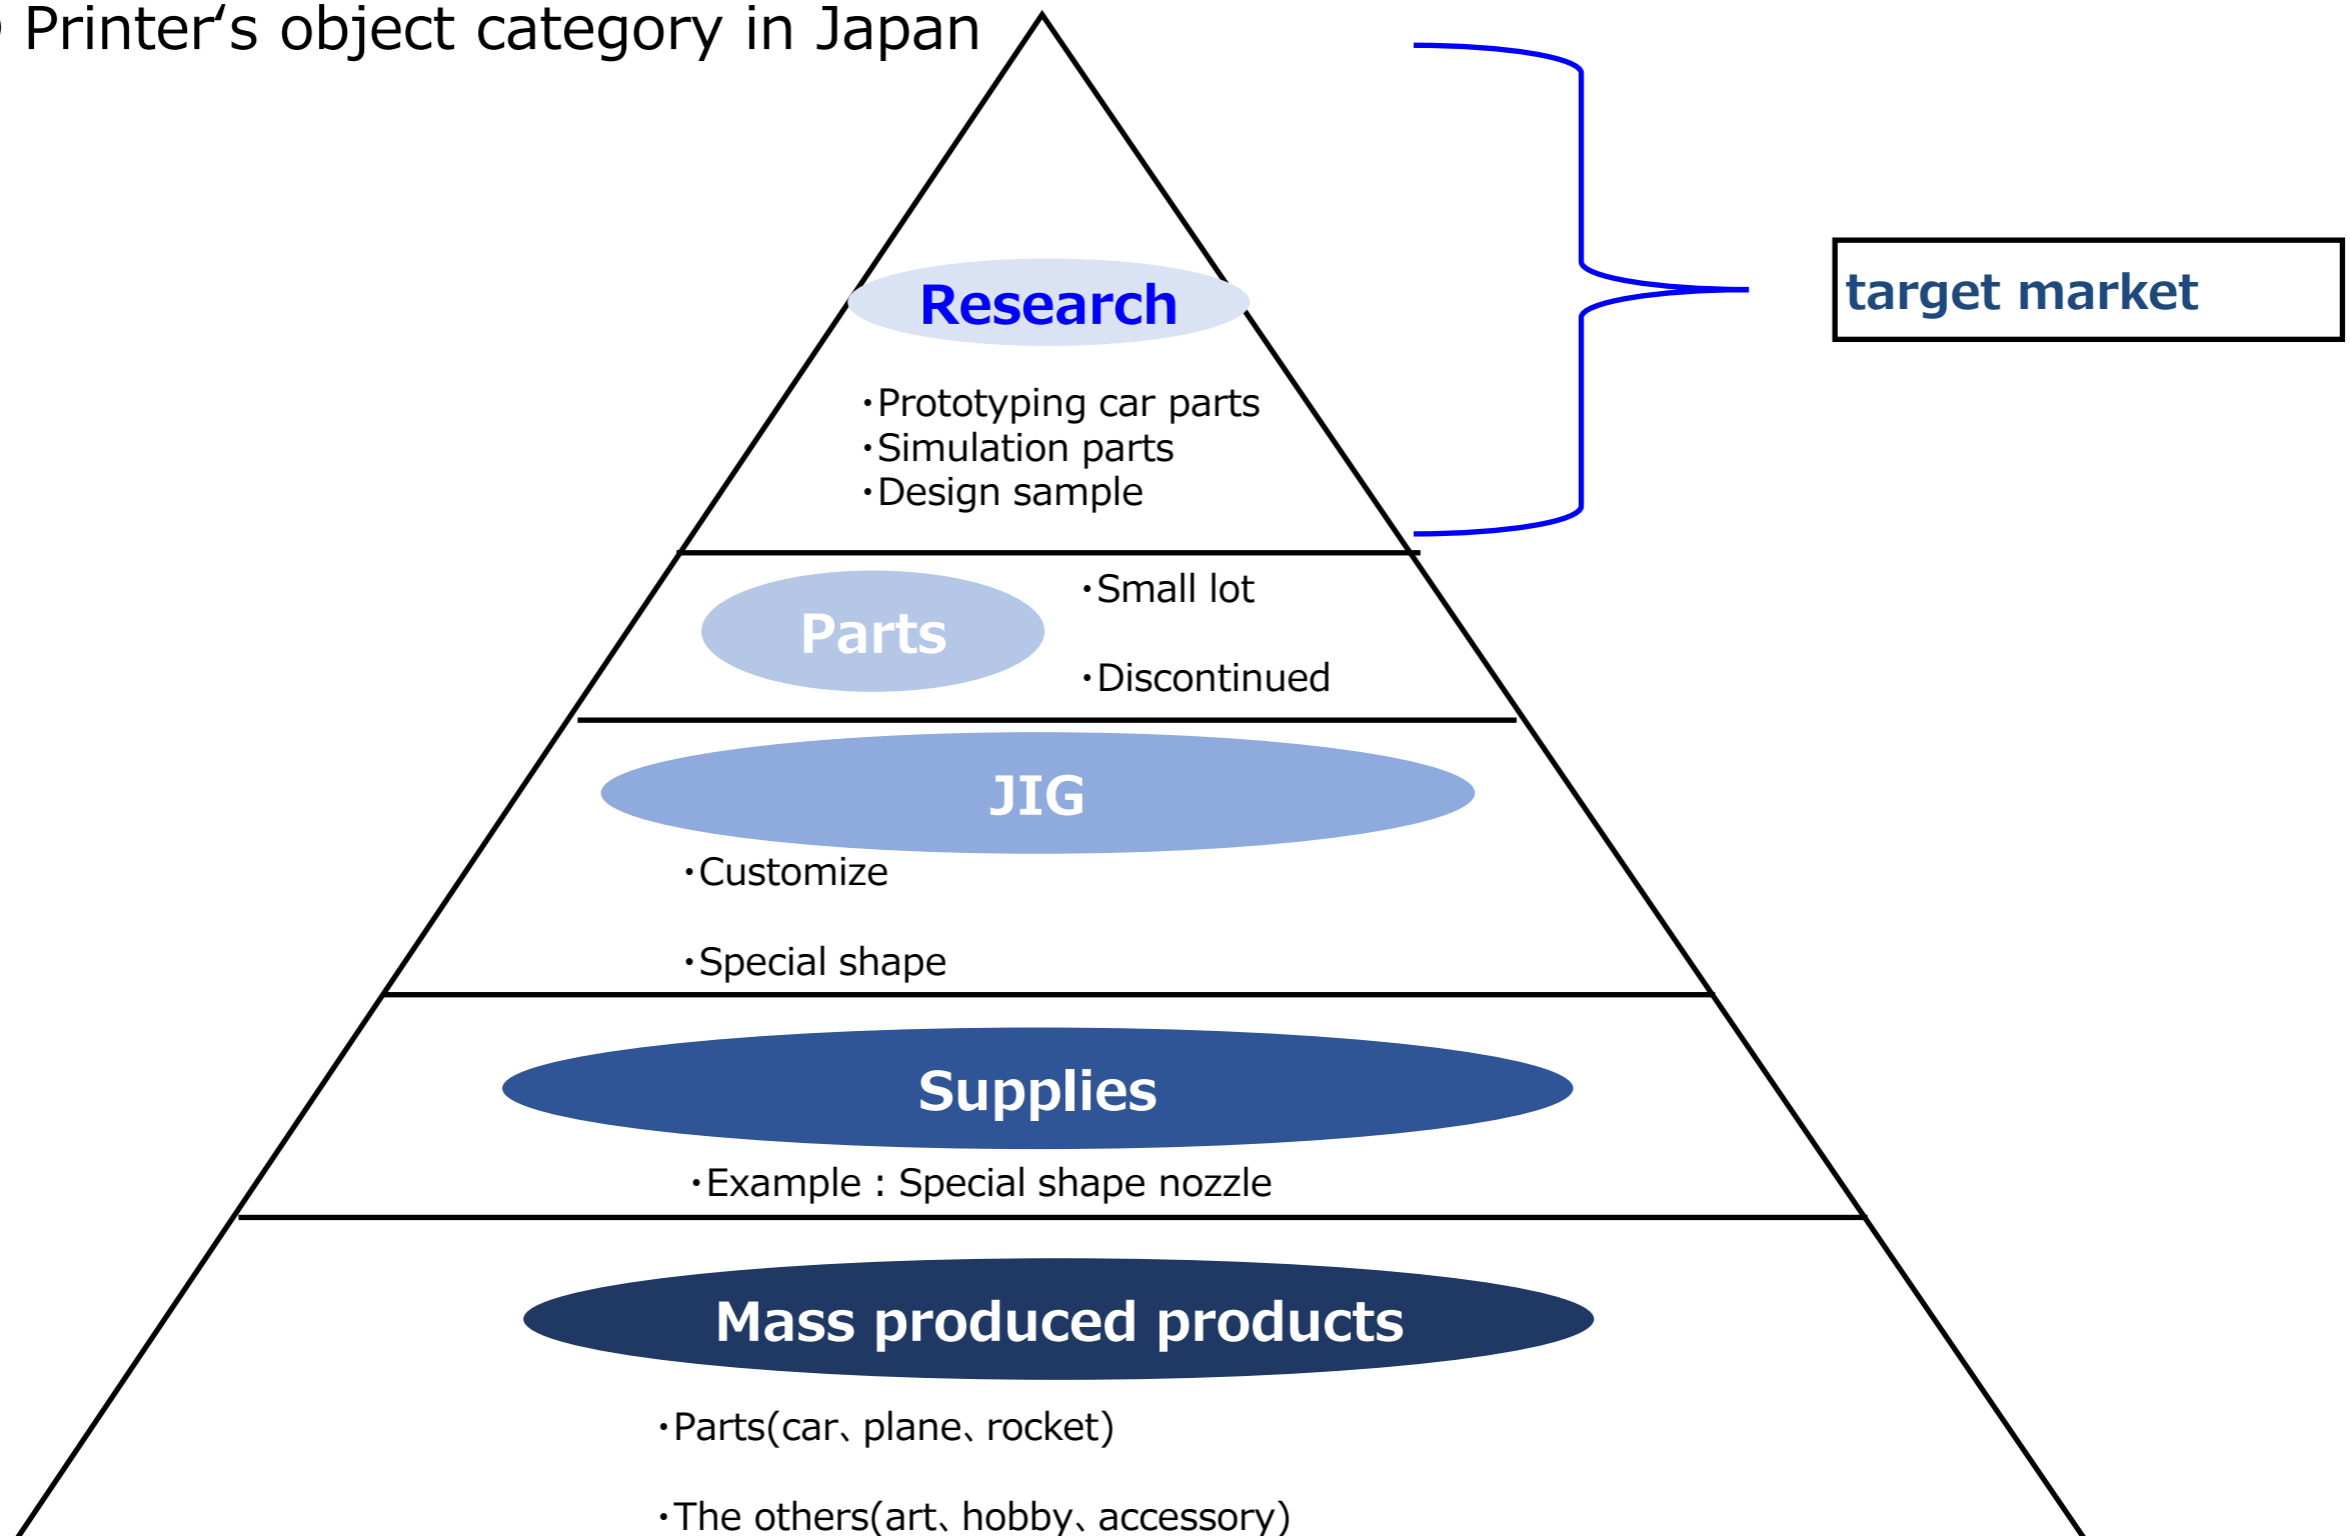 Printer‘s object category in Japan
Research
target market
・Prototyping car parts
・Simulation parts
・Design sample
Parts
・Small lot
・Discontinued
JIG
・Customize
・Special shape
Supplies
・Example : Special shape nozzle
Mass produced products
・Parts(car、plane、rocket)
・The others(art、hobby、accessory)